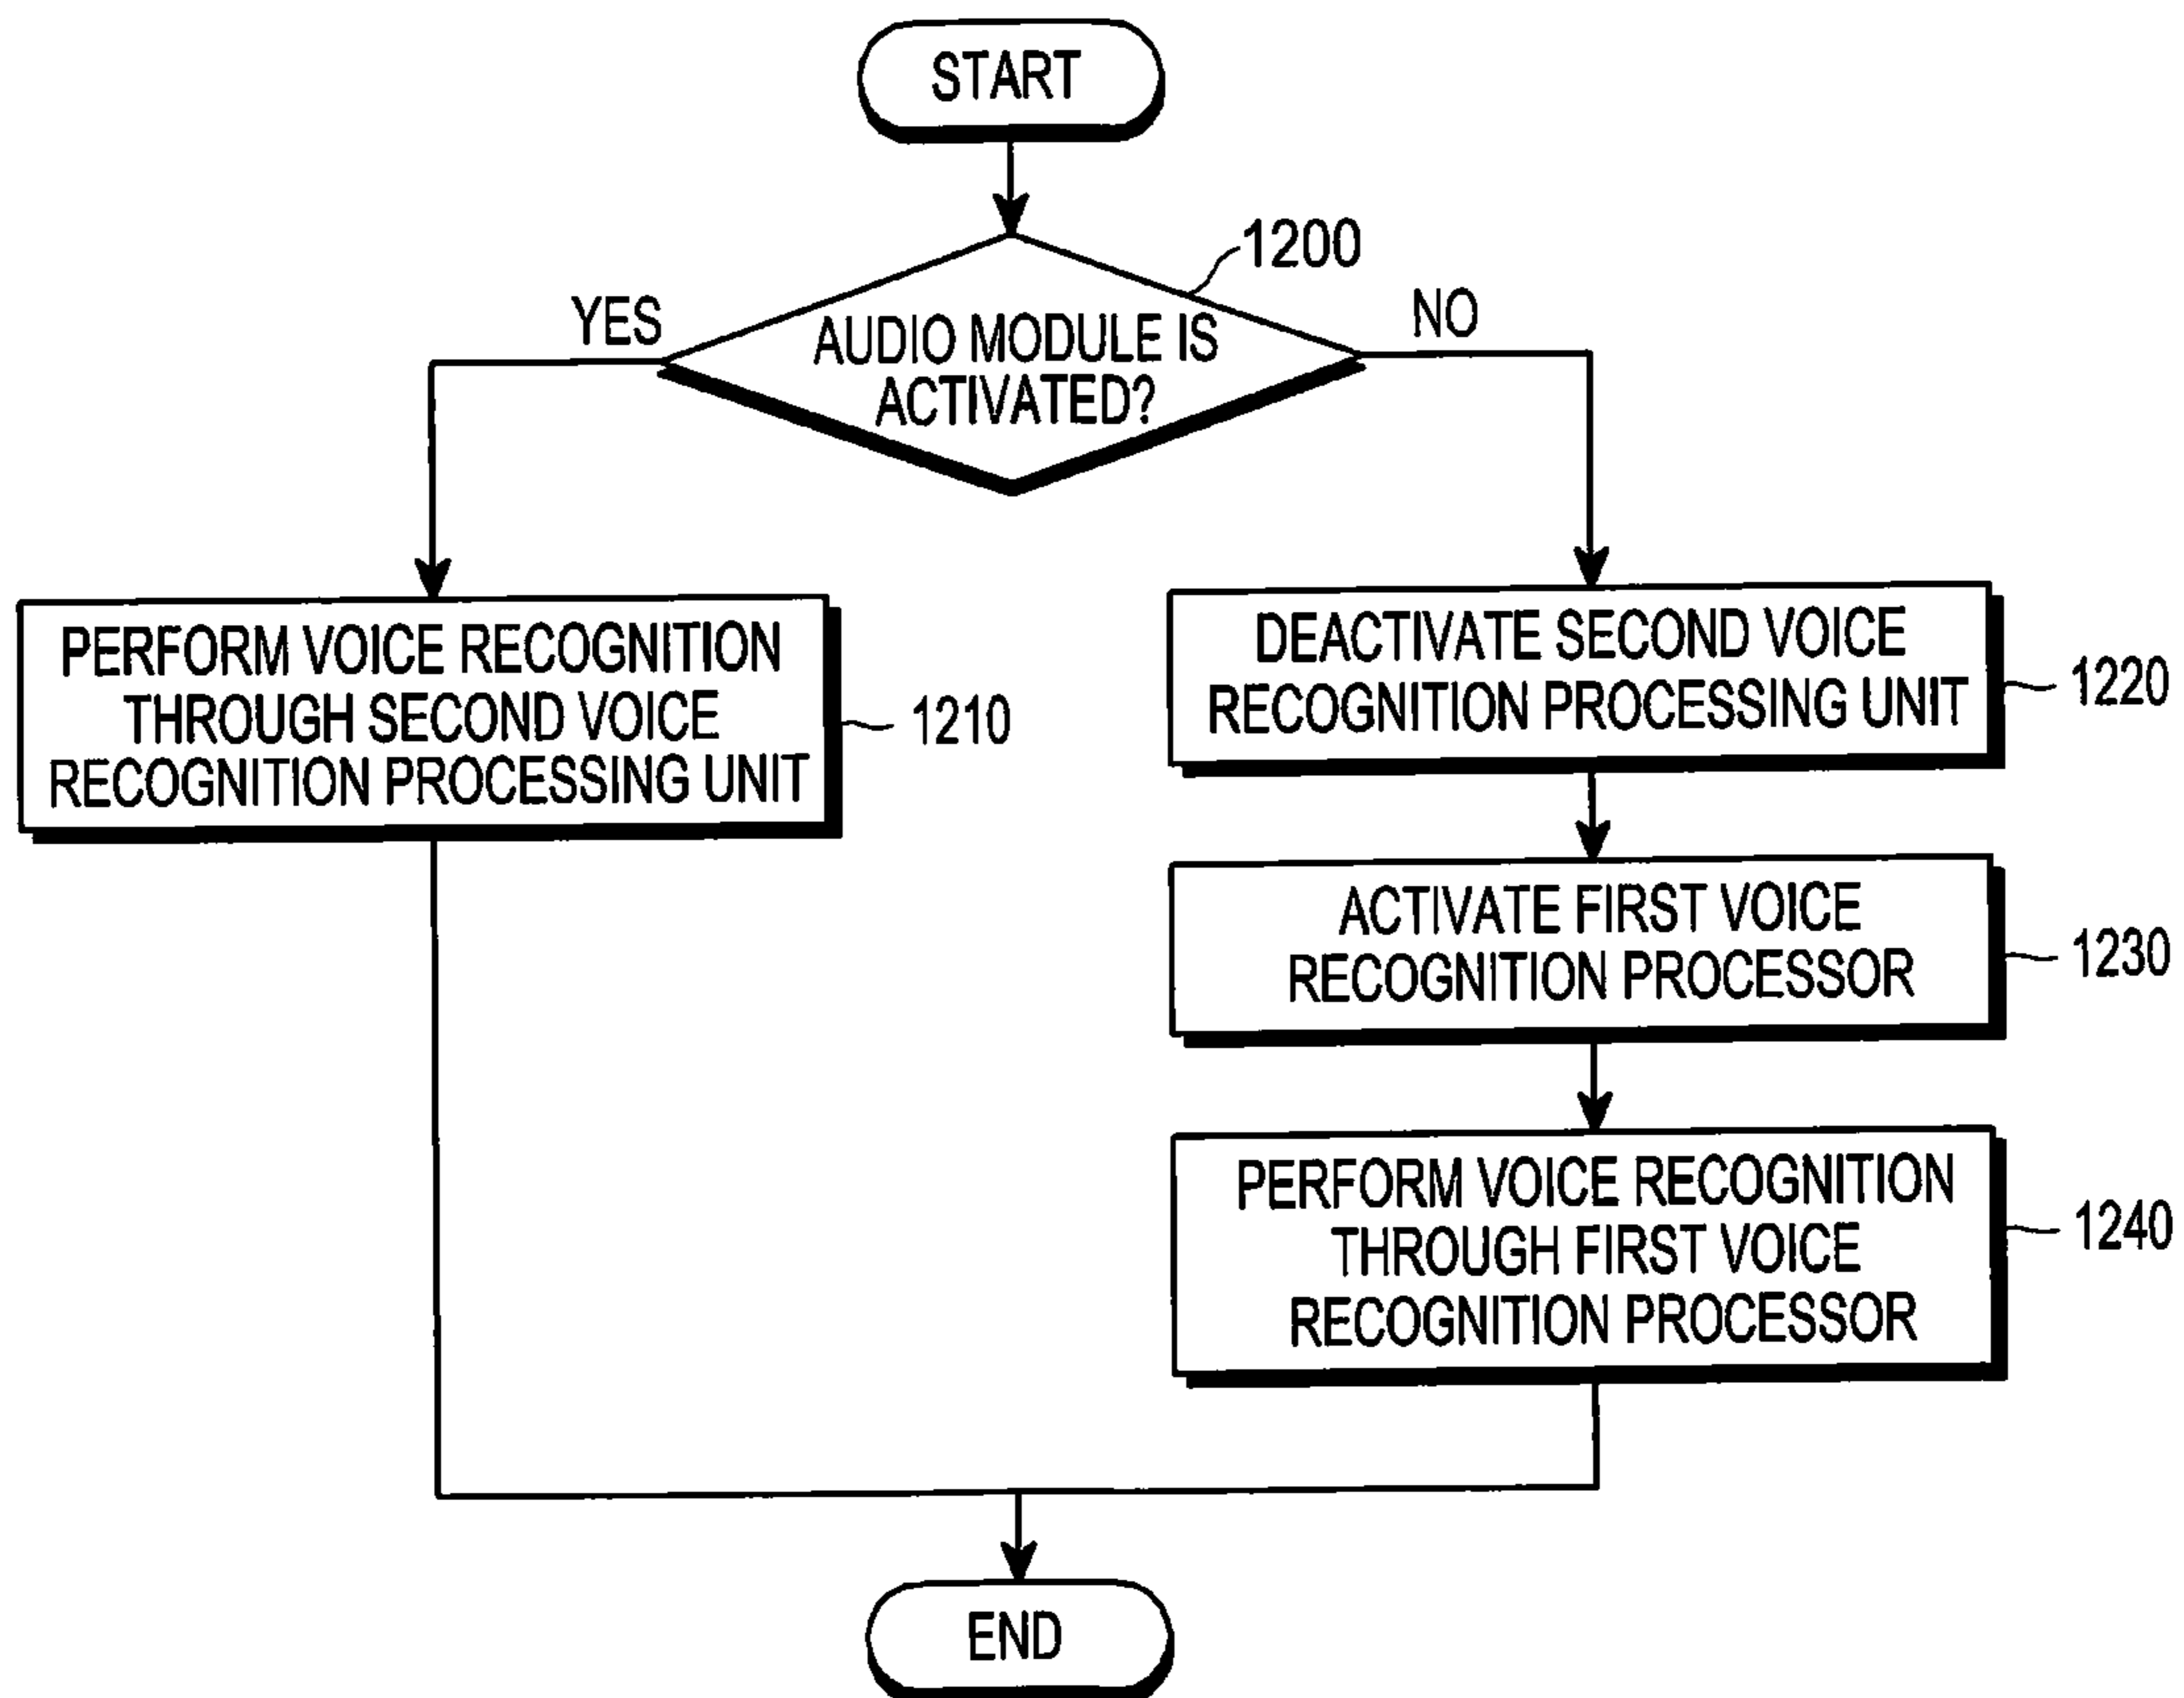 START
1200
YES
NO
AUDIO MODULE IS
ACTIVATED?
PERFORM VOICE RECOGNITION
THROUGH SECOND VOICE
RECOGNITION PROCESSING UNIT
1210
DEACTIVATE SECOND VOICE
RECOGNITION PROCESSING UNIT
1220
ACTIVATE FIRST VOICE
RECOGNITION PROCESSOR
1230
PERFORM VOICE RECOGNITION
THROUGH FIRST VOICE
RECOGNITION PROCESSOR
1240
END